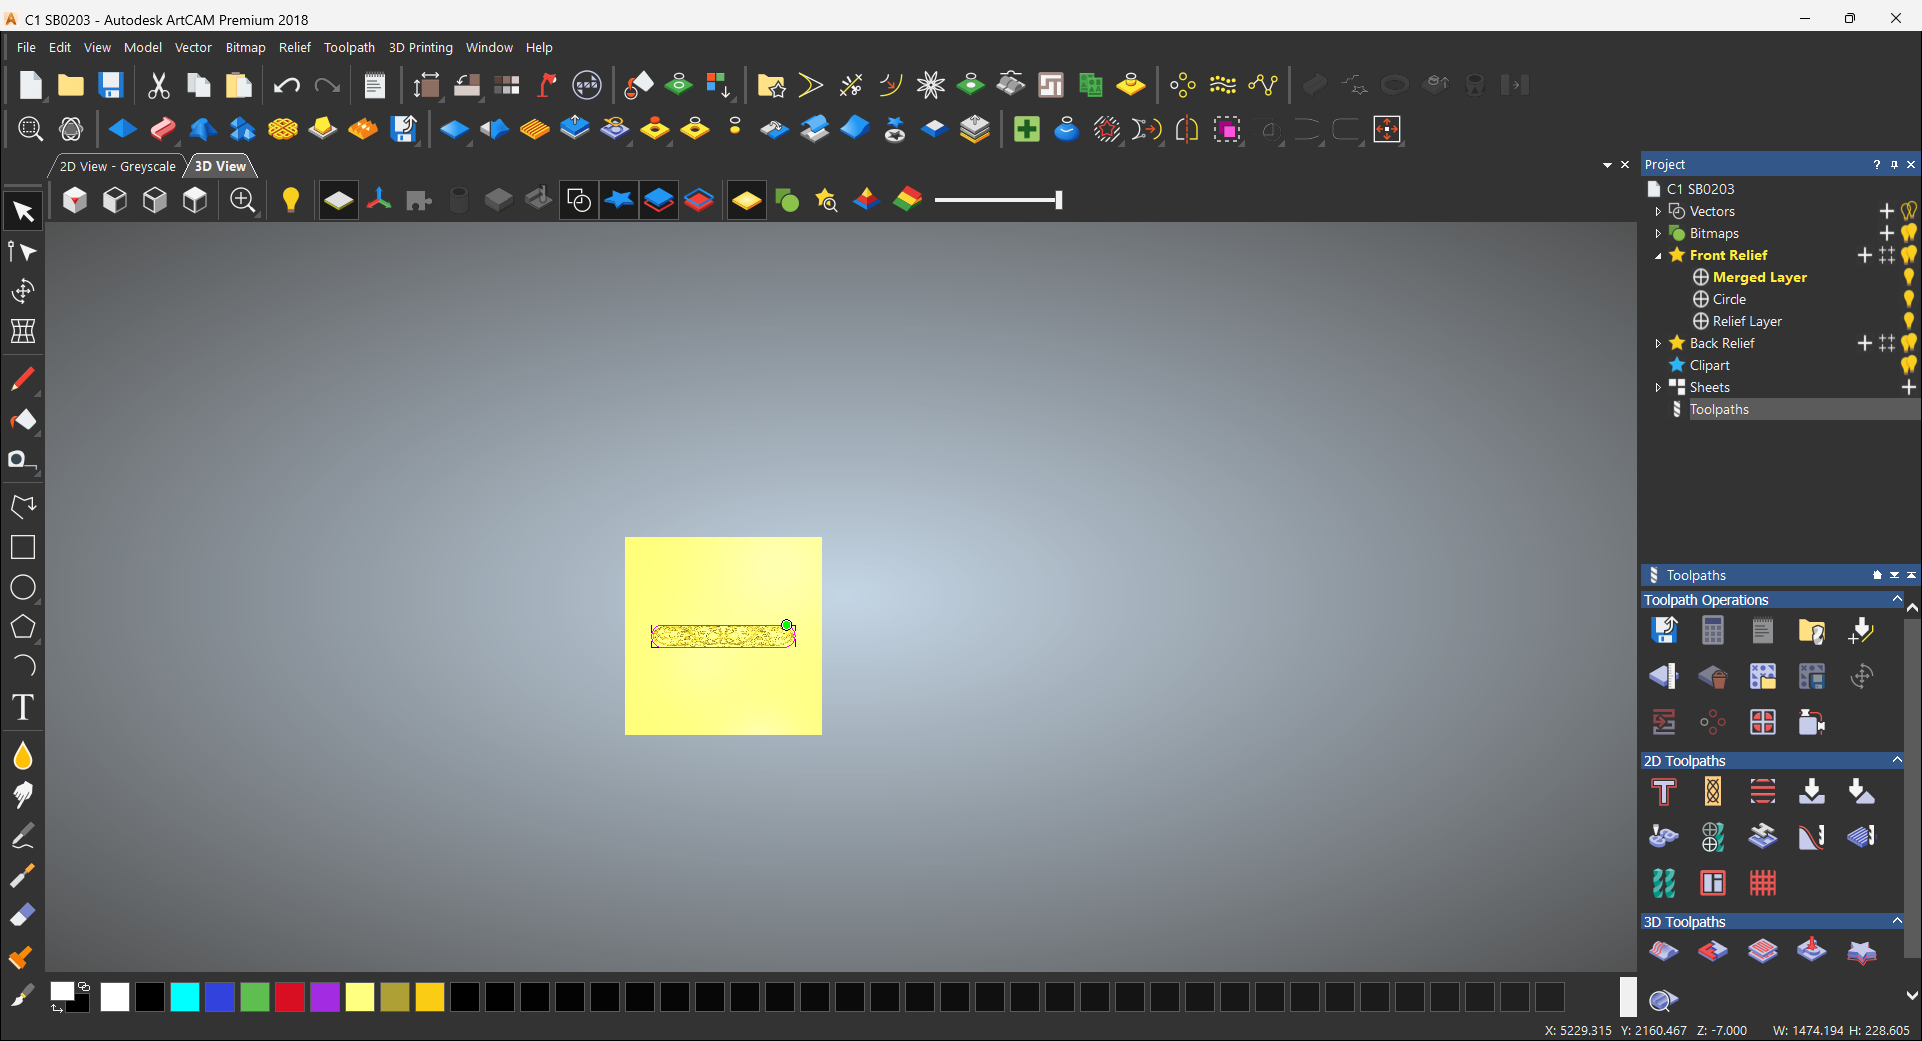 C1 SB0203 - Autodesk ArtCAM Premium 2018
File Edit View Model Vector Bitmap Relief Toolpath 3D Printing Window Help
2D View - Greyscale 3D View
Project
C1 SB0203
Vectors
Bitmaps
Front Relief
Merged Layer
Circle
Relief Layer
Back Relief
Clipart
Sheets
Toolpaths
Toolpaths
Toolpath Operations
2D Toolpaths
3D Toolpaths
X: 5229.315 Y: 2160.467 Z: -7.000 W: 1474.194 H: 228.605